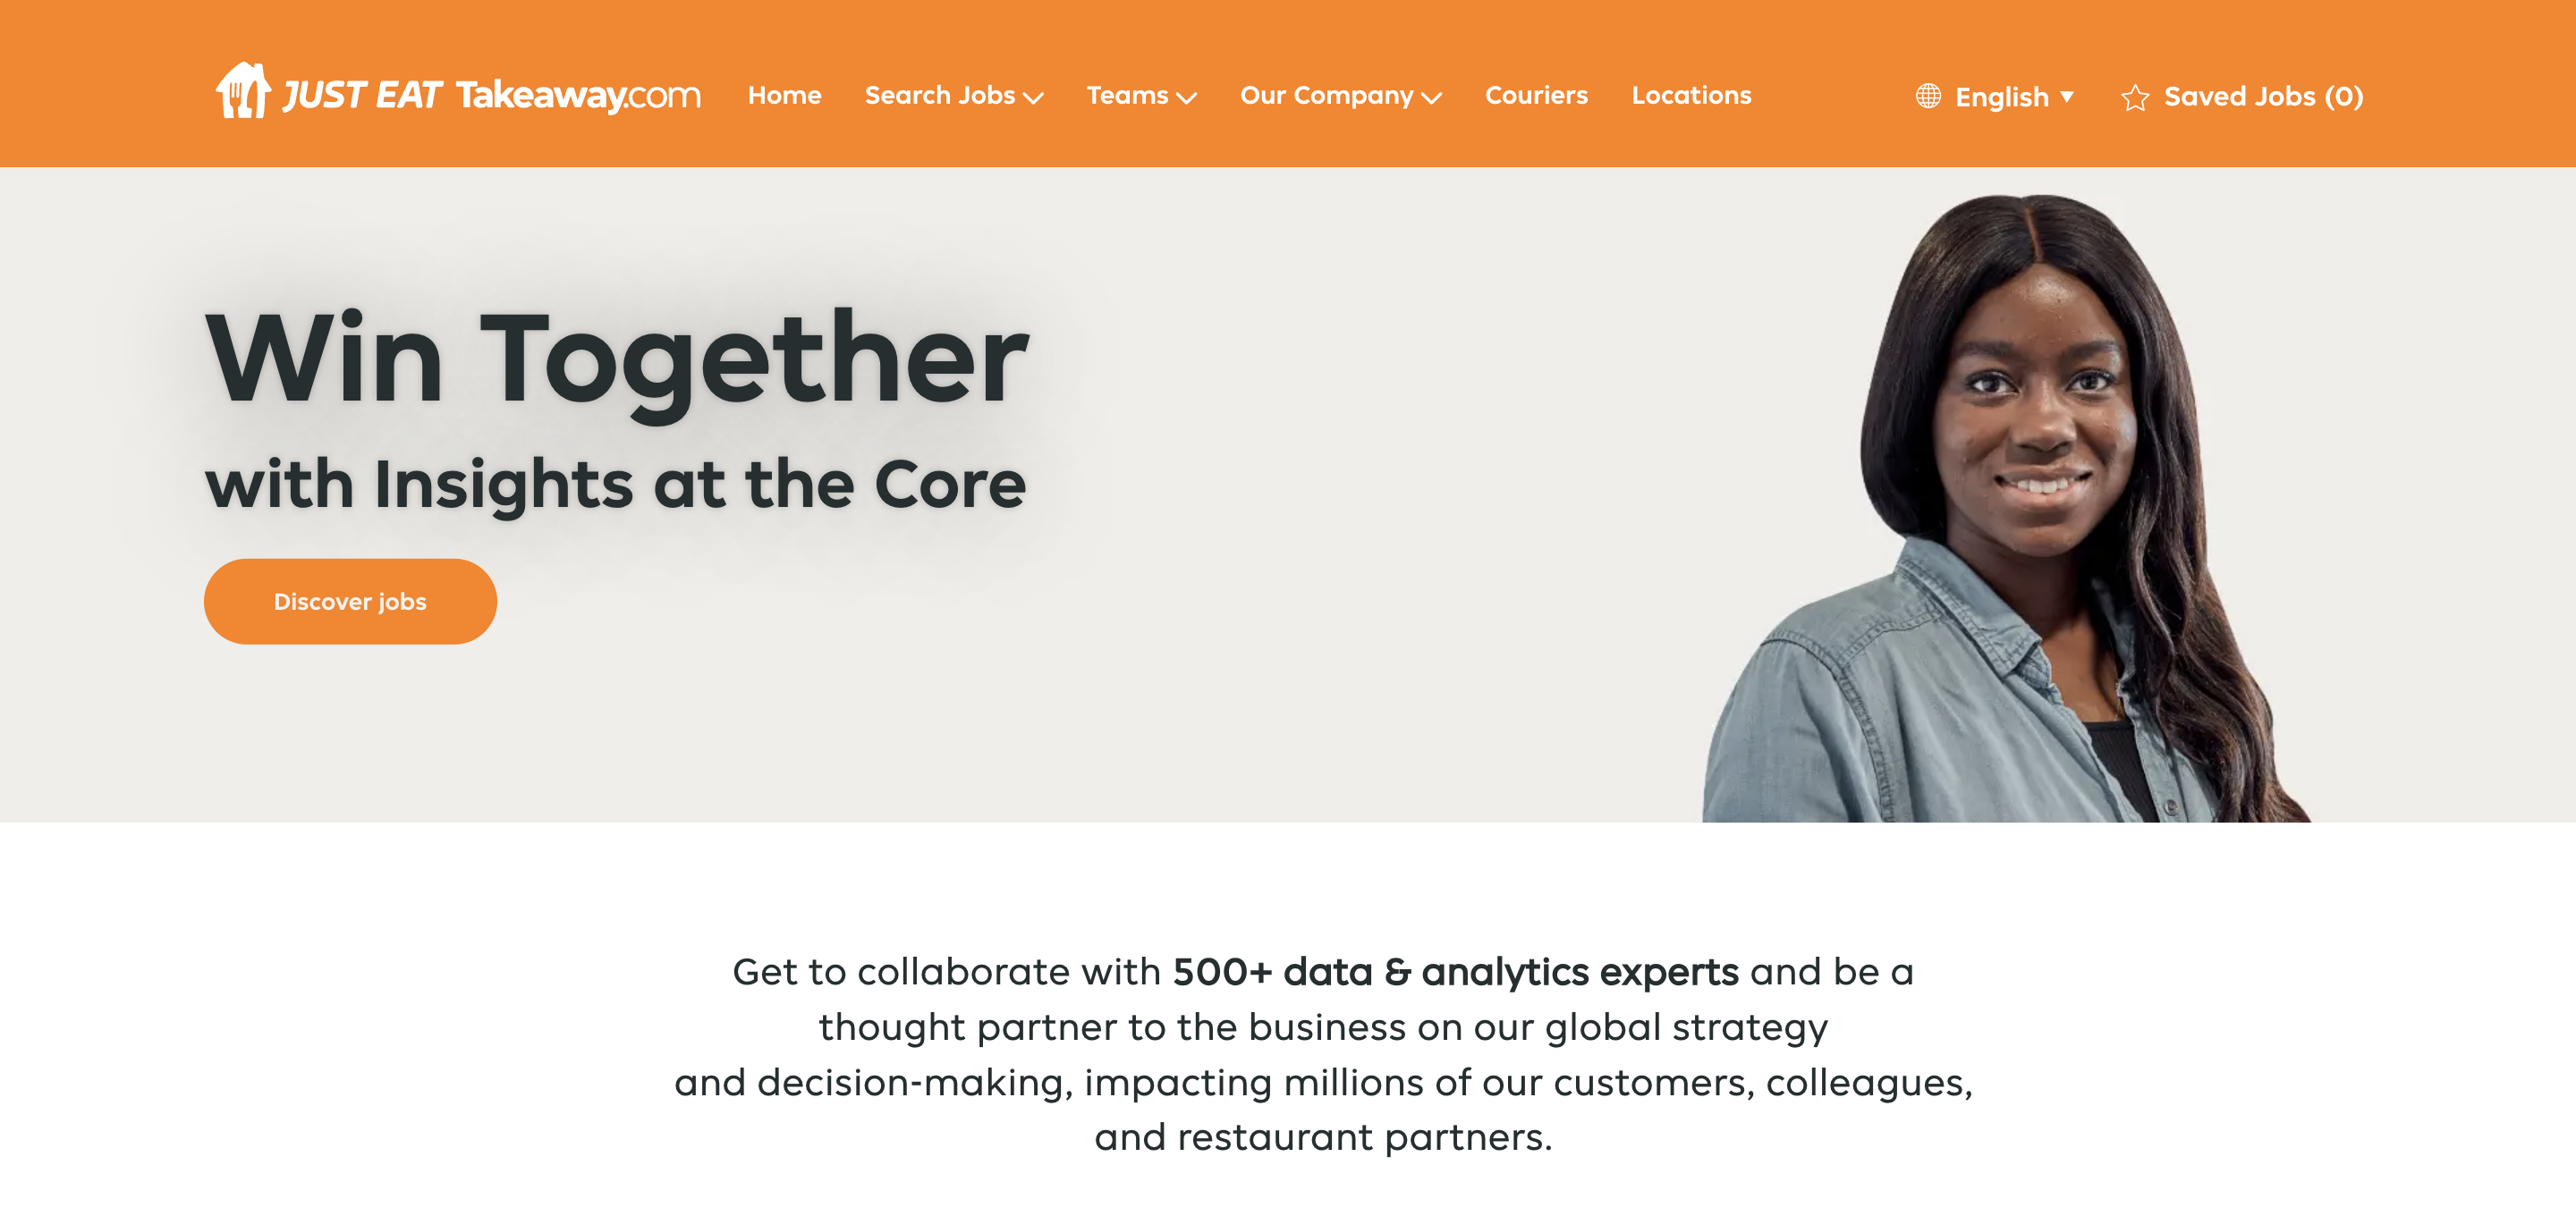 JUST EAT Takeaway.com
Home Search Jobs Teams Our Company Couriers Locations
English Saved Jobs (0)
Win Together
with Insights at the Core
Discover jobs
Get to collaborate with 500+ data & analytics experts and be a
thought partner to the business on our global strategy
and decision-making, impacting millions of our customers, colleagues,
and restaurant partners.